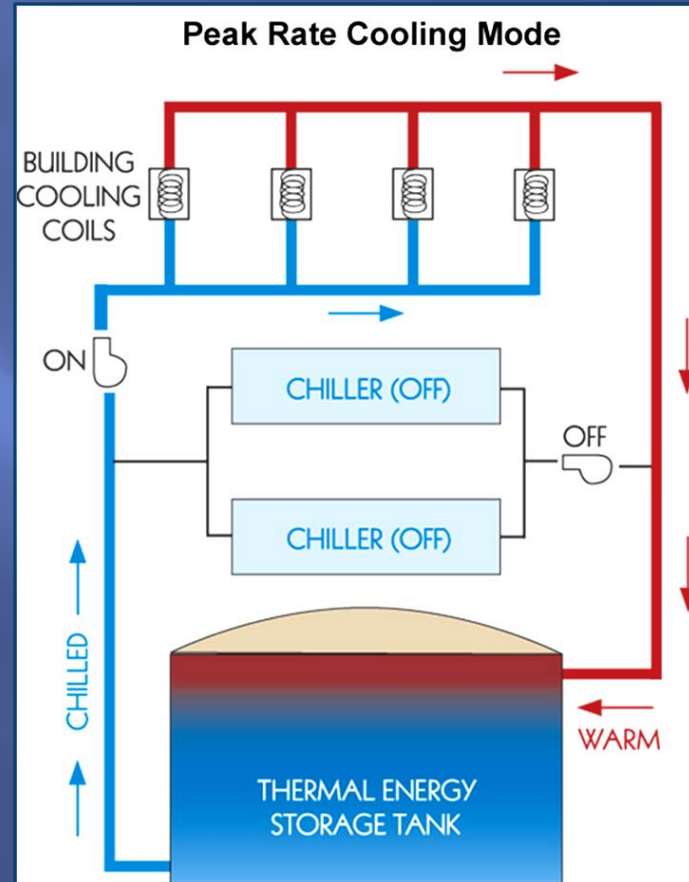 Peak Rate Cooling Mode
BUILDING
COOLING
COILS
ON
CHILLER (OFF)
OFF
CHILLER (OFF)
CHILLED
WARM
THERMAL ENERGY
STORAGE TANK